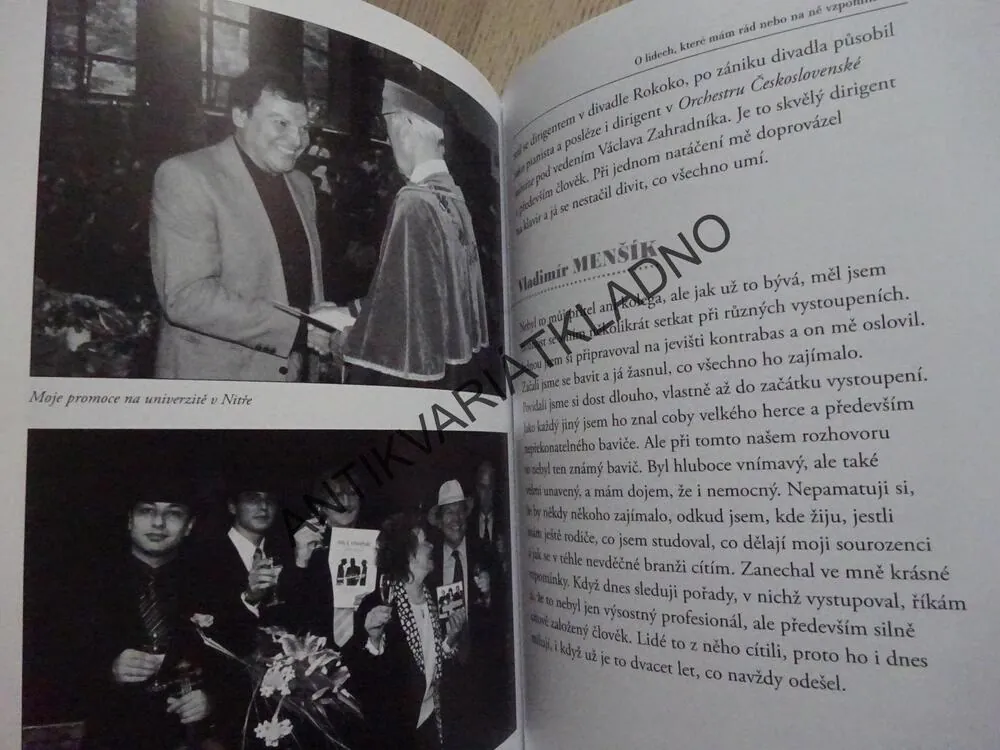 Moje promoce na univerzitě v Nitře
O lidech, které mám rád nebo na ně
se dirigentem v divadle Rokoko, po zániku divadla působil
pianista a posléze i dirigent v Orchestru Československé
pod vedením Václava Zahradníka. Je to skvělý dirigent
především člověk. Při jednom natáčení mě doprovázel
na klavír a já se nestačil divit, co všechno umí.
Vladimír MENŠÍK
Nebyl to můj přítel ani kolega, ale jak už to bývá, měl jsem
se s ním několikrát setkat při různých vystoupeních.
jsem si připravoval na jevišti kontrabas a on mě oslovil.
Začali jsme se bavit a já žasnul, co všechno ho zajímalo.
Povídali jsme si dost dlouho, vlastně až do začátku vystoupení.
Jako každý jiný jsem ho znal coby velkého herce a především
nepřekonatelného baviče. Ale při tomto našem rozhovoru
to nebyl ten známý bavič. Byl hluboce vnímavý, ale také
unavený, a mám dojem, že i nemocný. Nepamatuji si,
že by někdy někoho zajímalo, odkud jsem, kde žiju, jestli
mám ještě rodiče, co jsem studoval, co dělají moji sourozenci
a jak se v téhle nevděčné branži cítím. Zanechal ve mně krásné
vzpomínky. Když dnes sleduji pořady, v nichž vystupoval, říkám
si, že to nebyl jen výsostný profesionál, ale především silně
citově založený člověk. Lidé to z něho cítili, proto ho i dnes
milují, i když už je to dvacet let, co navždy odešel.
ANTIKVARIÁT KLADNO